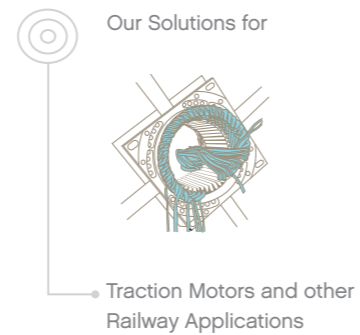 Our Solutions for
Traction Motors and other
Railway Applications